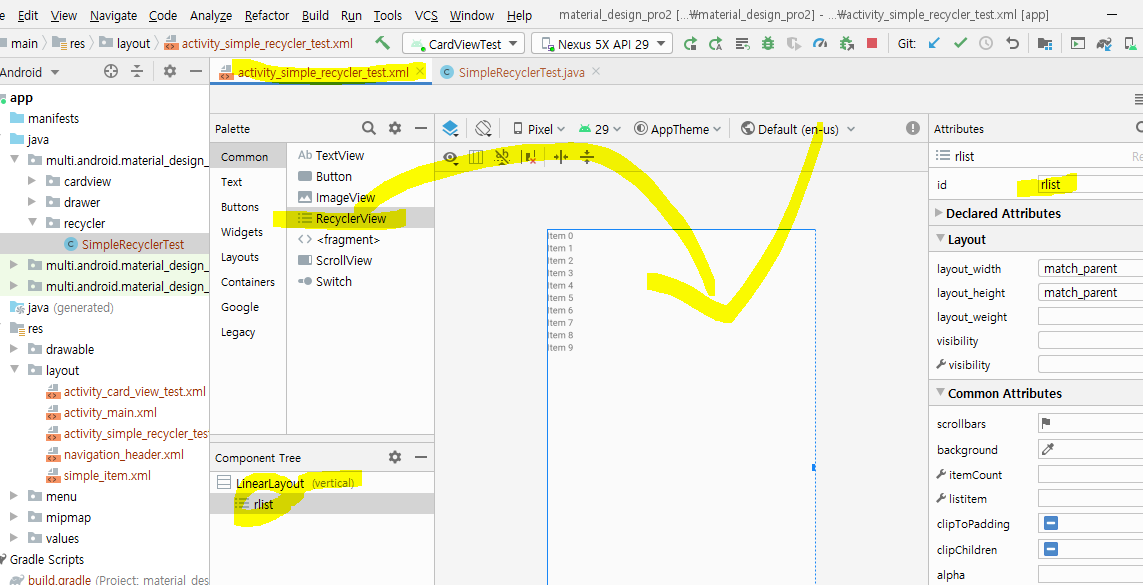 Edit View Navigate Code Analyze Refactor Build Run Tools VCS Window Help material_design_pro2 [...₩material_design_pro2] - ...₩activity_simple_recycler_test.xml [app]
main res layout activity_simple_recycler_test.xml CardViewTest Nexus 5X API 29 Git:
Android
activity_simple_recycler_test.xml
SimpleRecyclerTest.java
app
manifests
java
multi.android.material_design_
cardview
drawer
recycler
SimpleRecyclerTest
multi.android.material_design_
multi.android.material_design_
java (generated)
res
drawable
layout
activity_card_view_test.xml
activity_main.xml
activity_simple_recycler_test
navigation_header.xml
simple_item.xml
menu
mipmap
values
Gradle Scripts
build.gradle (Project: material_des
Palette
Common
Text
Buttons
Widgets
Layouts
Containers
Google
Legacy
Ab TextView
Button
ImageView
RecyclerView
<fragment>
ScrollView
Switch
Component Tree
LinearLayout (vertical)
rlist
Pixel 29 AppTheme Default (en-us)
Item 0
Item 1
Item 2
Item 3
Item 4
Item 5
Item 6
Item 7
Item 8
Item 9
Attributes
rlist Re
id rlist
Declared Attributes
Layout
layout_width match_parent
layout_height match_parent
layout_weight
visibility
visibility
Common Attributes
scrollbars
background
itemCount
listitem
clipToPadding
clipChildren
alpha